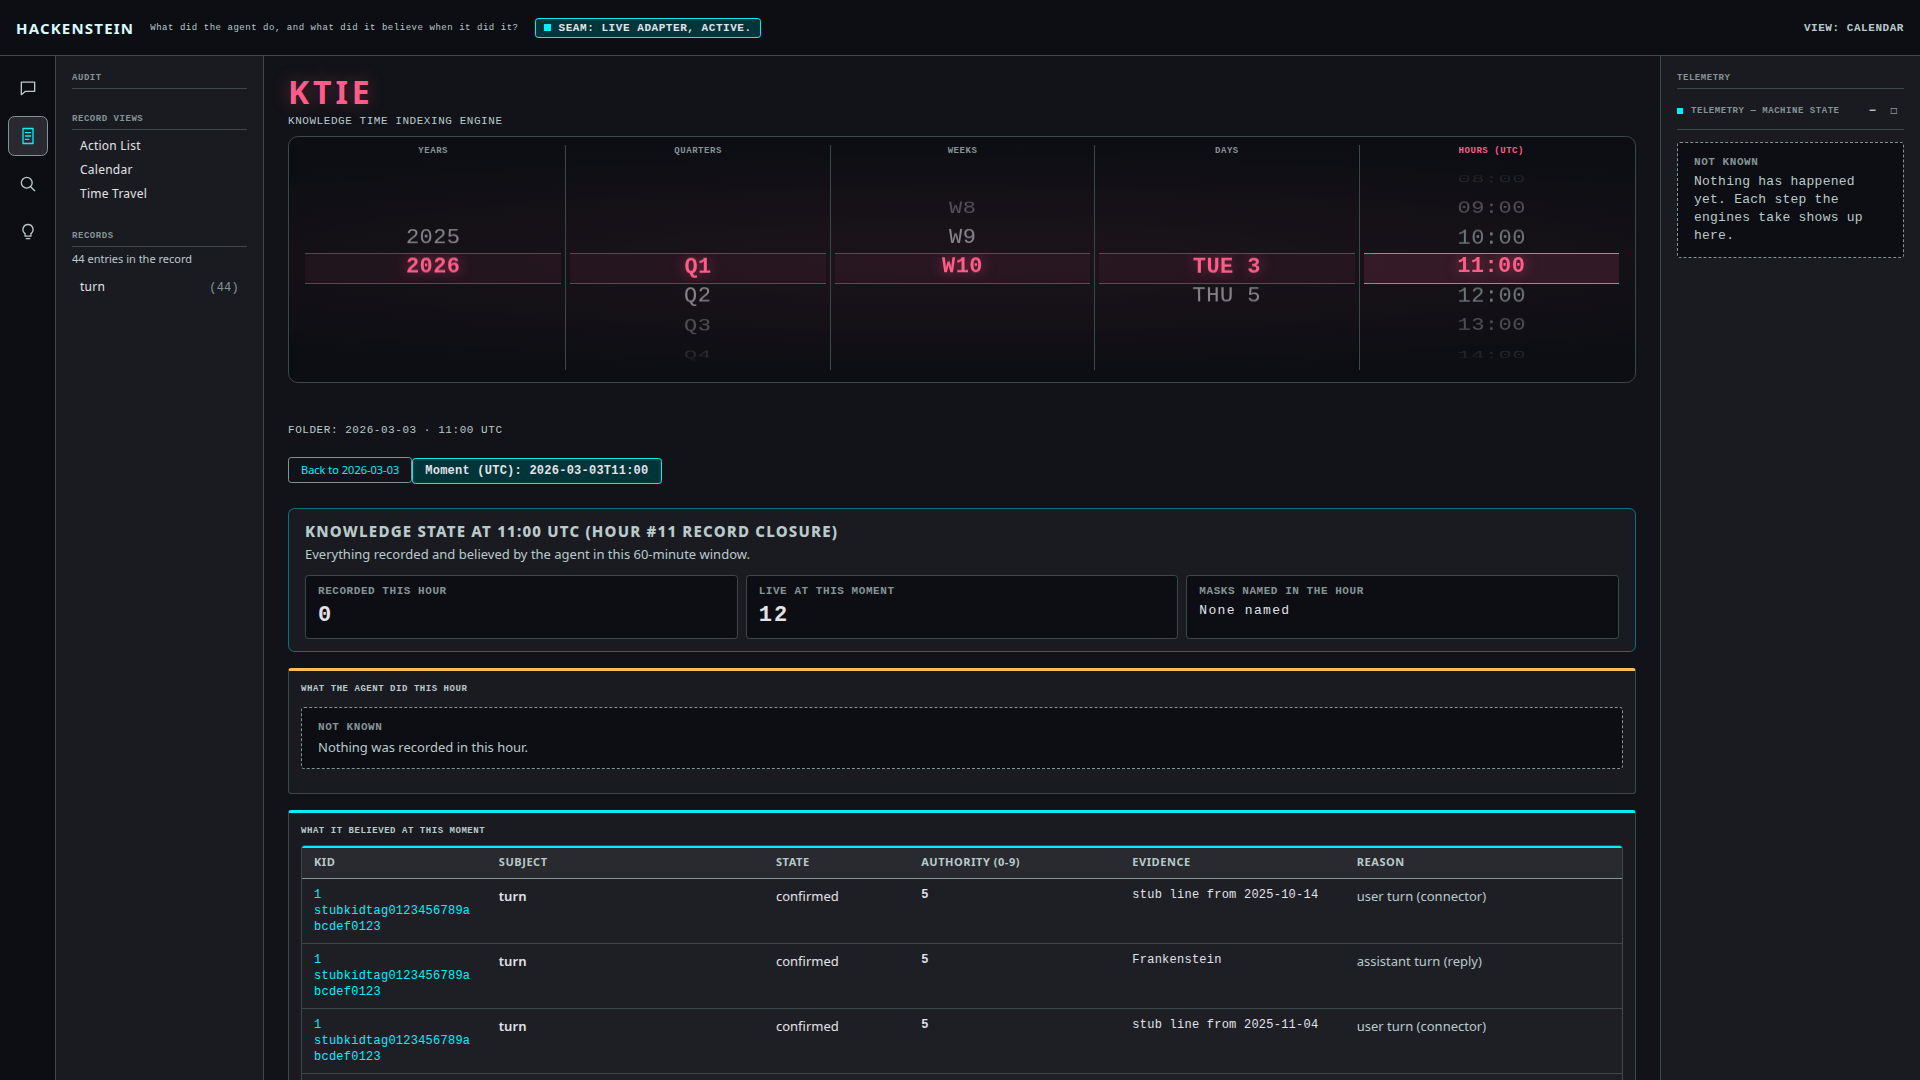 HACKENSTEIN
What did the agent do, and what did it believe when it did it?
SEAM: LIVE ADAPTER, ACTIVE.
VIEW: CALENDAR
AUDIT
RECORD VIEWS
Action List
Calendar
Time Travel
RECORDS
44 entries in the record
turn (44)
KTIE
KNOWLEDGE TIME INDEXING ENGINE
YEARS
2025
2026
QUARTERS
Q1
Q2
Q3
Q4
WEEKS
W8
W9
W10
DAYS
TUE 3
THU 5
HOURS (UTC)
08:00
09:00
10:00
11:00
12:00
13:00
14:00
FOLDER: 2026-03-03 · 11:00 UTC
Back to 2026-03-03
Moment (UTC): 2026-03-03T11:00
KNOWLEDGE STATE AT 11:00 UTC (HOUR #11 RECORD CLOSURE)
Everything recorded and believed by the agent in this 60-minute window.
RECORDED THIS HOUR
0
LIVE AT THIS MOMENT
12
MASKS NAMED IN THE HOUR
None named
WHAT THE AGENT DID THIS HOUR
NOT KNOWN
Nothing was recorded in this hour.
WHAT IT BELIEVED AT THIS MOMENT
KID SUBJECT STATE AUTHORITY (0-9) EVIDENCE REASON
1
stubkidtag0123456789a
bcdef0123
turn confirmed 5 stub line from 2025-10-14 user turn (connector)
1
stubkidtag0123456789a
bcdef0123
turn confirmed 5 Frankenstein assistant turn (reply)
1
stubkidtag0123456789a
bcdef0123
turn confirmed 5 stub line from 2025-11-04 user turn (connector)
TELEMETRY
TELEMETRY — MACHINE STATE
NOT KNOWN
Nothing has happened
yet. Each step the
engines take shows up
here.